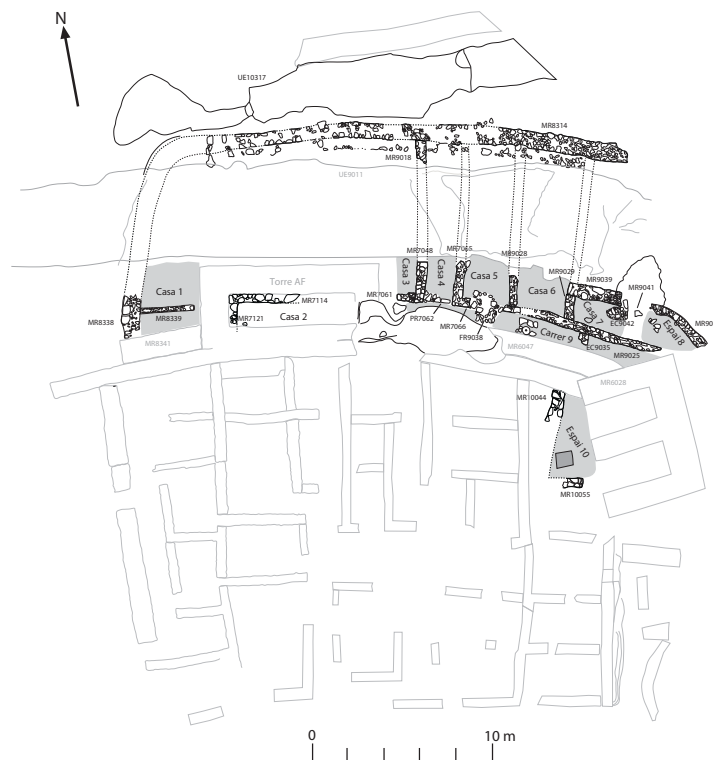 N
UE10317
MR8314
MR9018
UE9011
MR7048
MR7065
MR9028
Casa 3
Casa 4
Casa 5
MR9029
MR9039
MR9041
Casa 1
Torre AF
MR7061
MR7114
Casa 6
Casa 7
MR8338
MR8339
MR7121
Casa 2
PR7062
MR7066
FR9038
Carrer 9
EC9042
EC9035
Espai 8
MR90
MR8341
MR6047
MR9025
MR6028
MR10044
Espai 10
MR10055
0
10 m